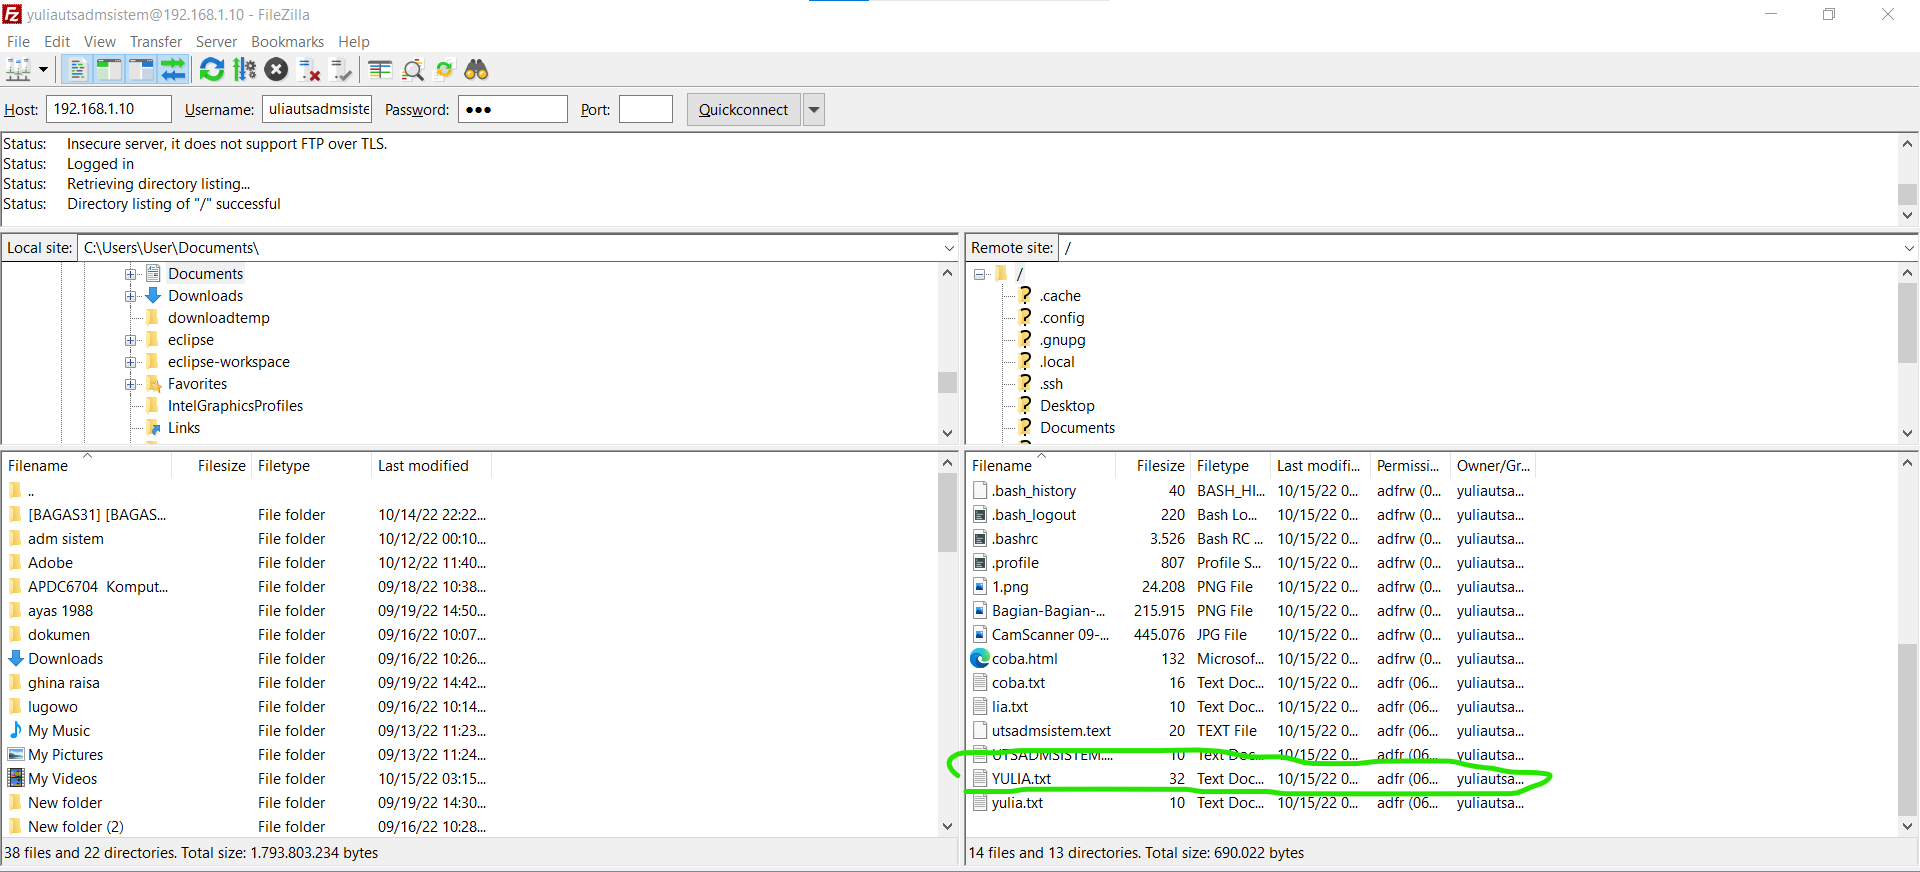 yuliautsadmsistem@192.168.1.10 - FileZilla
File Edit View Transfer Server Bookmarks Help
Host: 192.168.1.10 Username: uliautsadmsiste Password: ●●● Port: Quickconnect
Status: Insecure server, it does not support FTP over TLS.
Status: Logged in
Status: Retrieving directory listing...
Status: Directory listing of "/" successful
Local site: C:\Users\User\Documents\
Documents
Downloads
downloadtemp
eclipse
eclipse-workspace
Favorites
IntelGraphicsProfiles
Links
Remote site: /
/
.cache
.config
.gnupg
.local
.ssh
Desktop
Documents
Filename Filesize Filetype Last modified
..
[BAGAS31] [BAGAS... File folder 10/14/22 22:22...
adm sistem File folder 10/12/22 00:10...
Adobe File folder 10/12/22 11:40...
APDC6704 Komput... File folder 09/18/22 10:38...
ayas 1988 File folder 09/19/22 14:50...
dokumen File folder 09/16/22 10:07...
Downloads File folder 09/16/22 10:26...
ghina raisa File folder 09/19/22 14:42...
lugowo File folder 09/16/22 10:14...
My Music File folder 09/13/22 11:23...
My Pictures File folder 09/13/22 11:24...
My Videos File folder 10/15/22 03:15...
New folder File folder 09/19/22 14:30...
New folder (2) File folder 09/16/22 10:28...
38 files and 22 directories. Total size: 1.793.803.234 bytes
Filename Filesize Filetype Last modifi... Permissi... Owner/Gr...
.bash_history 40 BASH_HI... 10/15/22 0... adfrw (0... yuliautsa...
.bash_logout 220 Bash Lo... 10/15/22 0... adfrw (0... yuliautsa...
.bashrc 3.526 Bash RC ... 10/15/22 0... adfrw (0... yuliautsa...
.profile 807 Profile S... 10/15/22 0... adfrw (0... yuliautsa...
1.png 24.208 PNG File 10/15/22 0... adfrw (0... yuliautsa...
Bagian-Bagian-... 215.915 PNG File 10/15/22 0... adfrw (0... yuliautsa...
CamScanner 09-... 445.076 JPG File 10/15/22 0... adfrw (0... yuliautsa...
coba.html 132 Microsof... 10/15/22 0... adfrw (0... yuliautsa...
coba.txt 16 Text Doc... 10/15/22 0... adfr (06... yuliautsa...
lia.txt 10 Text Doc... 10/15/22 0... adfr (06... yuliautsa...
utsadmsistem.text 20 TEXT File 10/15/22 0... adfr (06... yuliautsa...
UTSADMSISTEM.... 10 Text Doc... 10/15/22 0... adfr (06... yuliautsa...
YULIA.txt 32 Text Doc... 10/15/22 0... adfr (06... yuliautsa...
yulia.txt 10 Text Doc... 10/15/22 0... adfr (06... yuliautsa...
14 files and 13 directories. Total size: 690.022 bytes